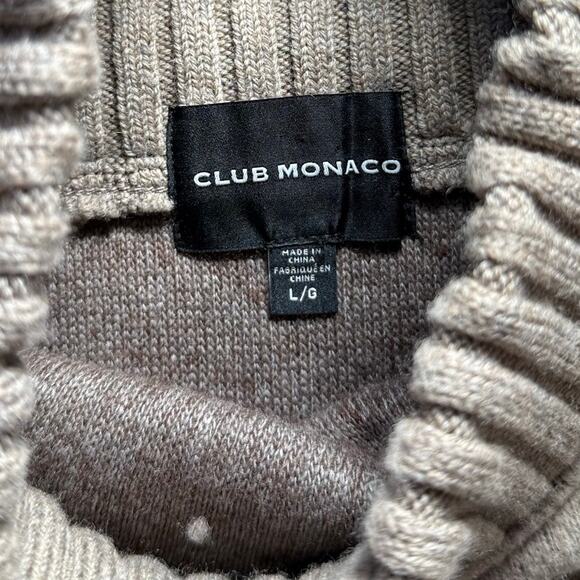 CLUB MONACO
MADE IN
CHINA
FABRIQUÉ EN
CHINE
L/G